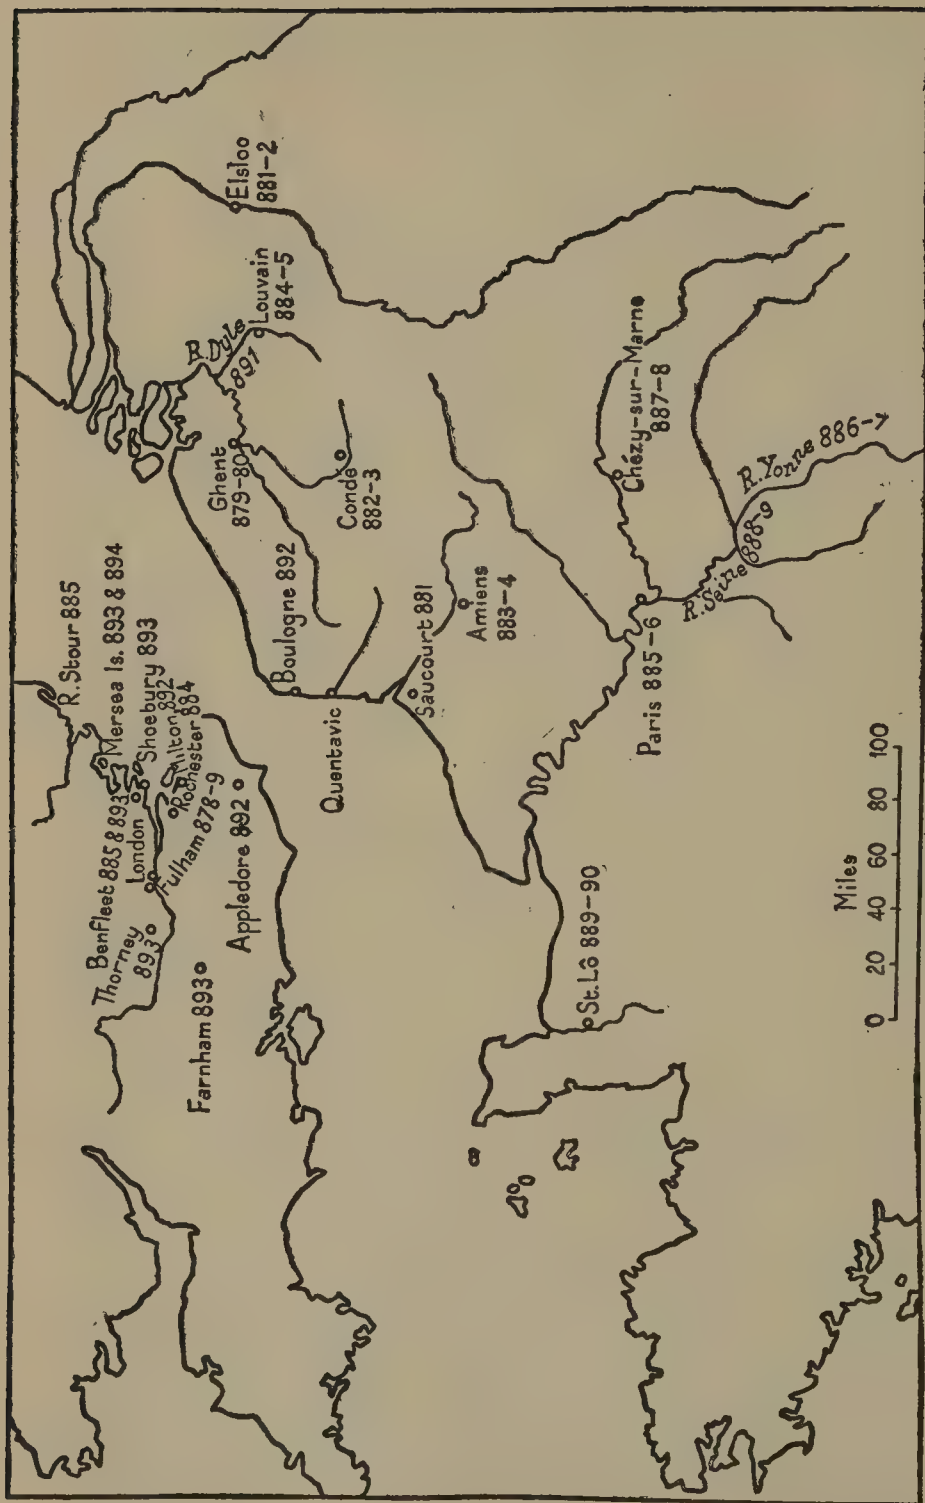 R. Stour 885
Mersea Is. 893 & 894
Shoebury 893
Milton 892
Rochester 884
Benfleet 885 & 893
London
Fulham 878-9
Thorney
893
Appledore 892
Farnham 893
Elsloo
881-2
Louvain
884-5
R. Dyle
891
Ghent
879-80
Condé
882-3
Boulogne 892
Quentavic
Saucourt 881
Amiens
883-4
Chézy-sur-Marne
887-8
R. Yonne 886-7
R. Seine 888-9
Paris 885-6
St. Lô 889-90
Miles
0 20 40 60 80 100